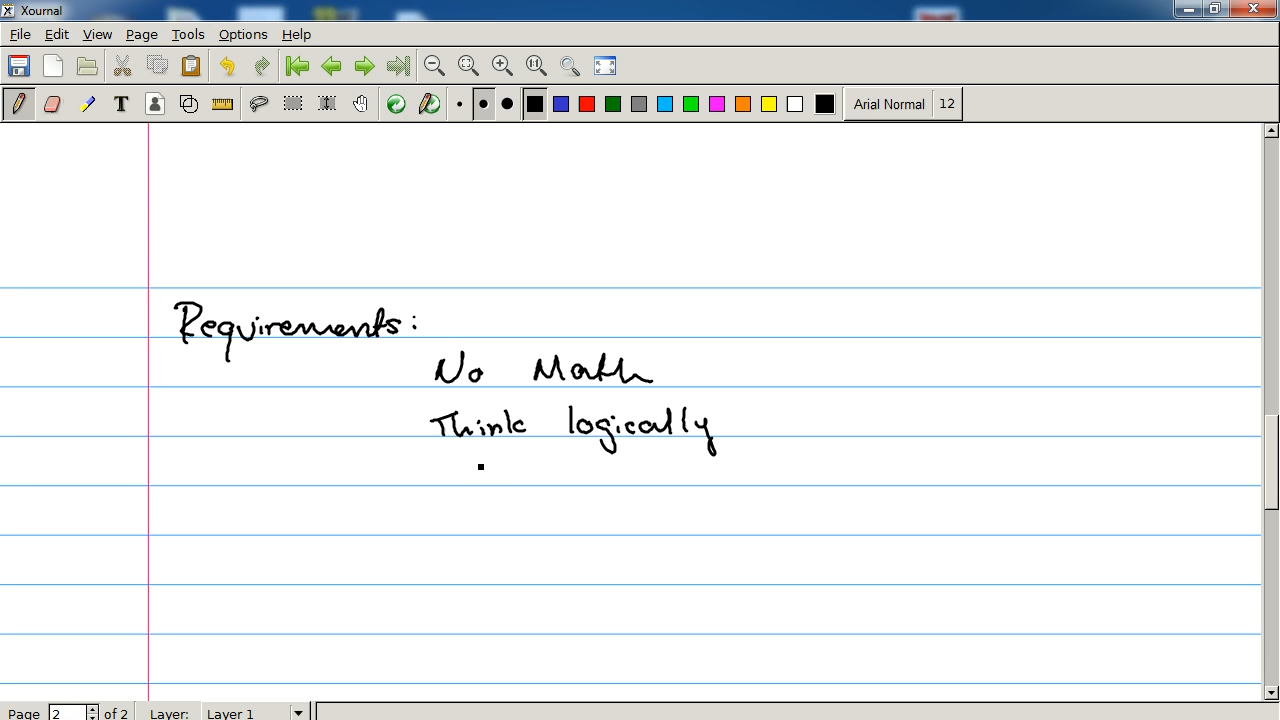 Xournal
File Edit View Page Tools Options Help
Arial Normal 12
Requirements:
No Math
Think logically
Page 2 of 2 Layer: Layer 1